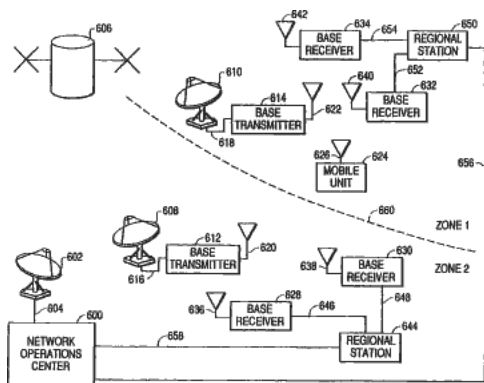 642
634
654
650
BASE
RECEIVER
REGIONAL
STATION
606
610
640
652
632
614
BASE
TRANSMITTER
622
BASE
RECEIVER
618
626
624
MOBILE
UNIT
656
660
ZONE 1
ZONE 2
608
612
602
BASE
TRANSMITTER
620
616
638
630
BASE
RECEIVER
628
648
604
600
636
BASE
RECEIVER
646
644
NETWORK
OPERATIONS
CENTER
658
REGIONAL
STATION